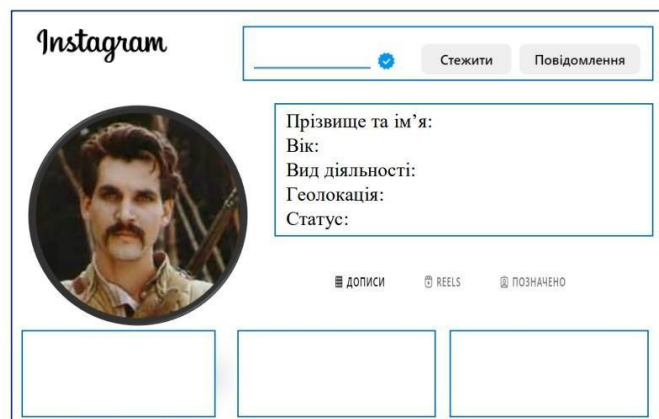 Instagram
Стежити Повідомлення
Прізвище та ім’я:
Вік:
Вид діяльності:
Геолокація:
Статус:
ДОПИСИ REELS ПОЗНАЧЕНО